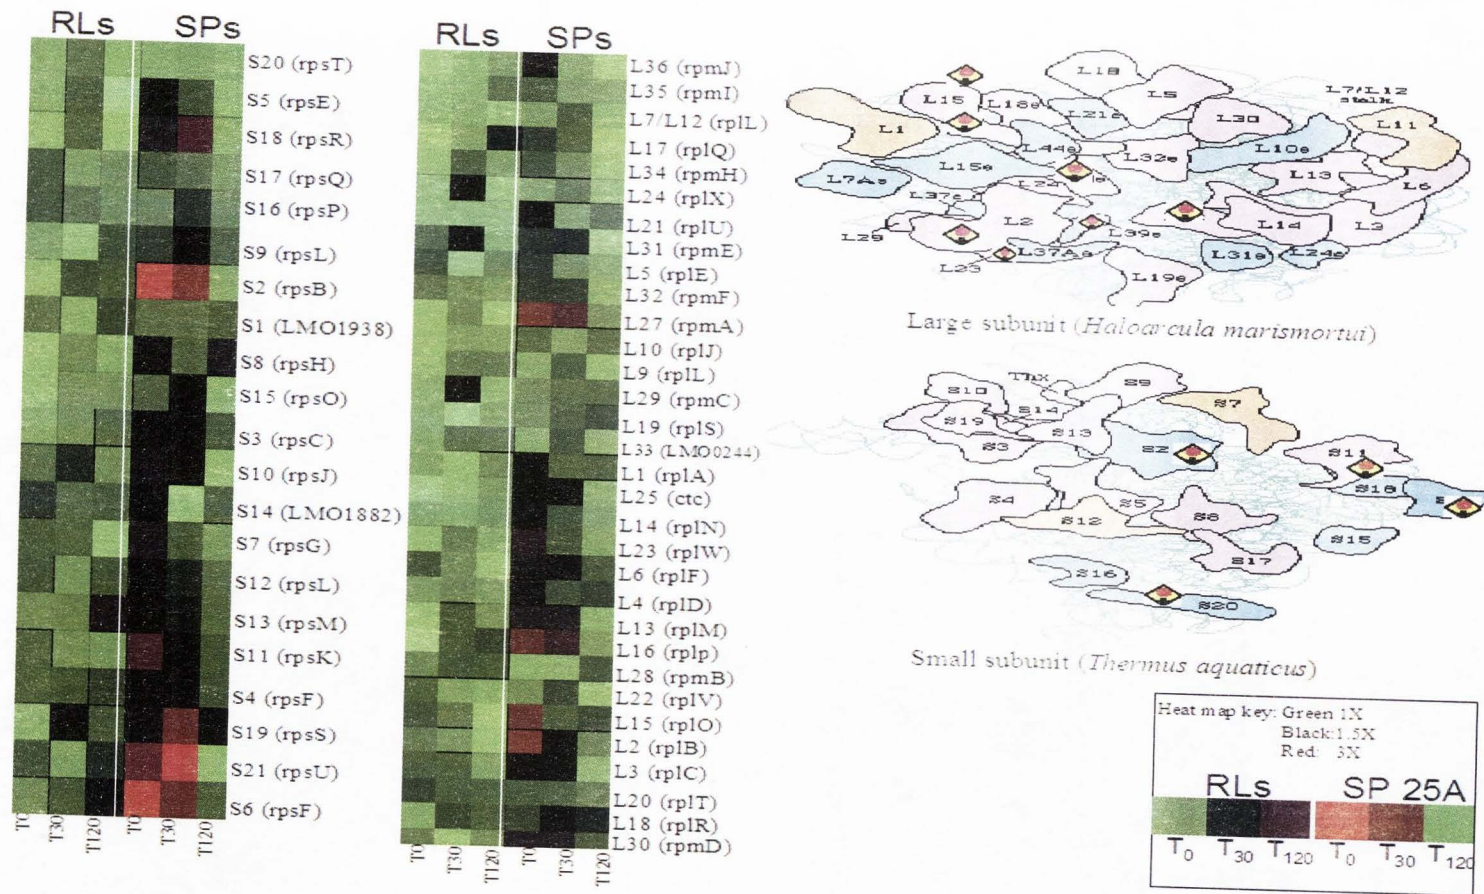 RLs SPs
S20 (rpsT)
S5 (rpsE)
S18 (rpsR)
S17 (rpsQ)
S16 (rpsP)
S9 (rpsL)
S2 (rpsB)
S1 (LMO1938)
S8 (rpsH)
S15 (rpsO)
S3 (rpsC)
S10 (rpsJ)
S14 (LMO1882)
S7 (rpsG)
S12 (rpsL)
S13 (rpsM)
S11 (rpsK)
S4 (rpsF)
S19 (rpsS)
S21 (rpsU)
S6 (rpsF)
T0 T30 T120 T0 T30 T120
RLs SPs
L36 (rpmJ)
L35 (rpmI)
L7/L12 (rplL)
L17 (rplQ)
L34 (rpmH)
L24 (rplX)
L21 (rplU)
L31 (rpmE)
L5 (rplE)
L32 (rpmF)
L27 (rpmA)
L10 (rplJ)
L9 (rplL)
L29 (rpmC)
L19 (rplS)
L33 (LMO0244)
L1 (rplA)
L25 (ctc)
L14 (rplN)
L23 (rplW)
L6 (rplF)
L4 (rplD)
L13 (rplM)
L16 (rplp)
L28 (rpmB)
L22 (rplV)
L15 (rplO)
L2 (rplB)
L3 (rplC)
L20 (rplT)
L18 (rplR)
L30 (rpmD)
T0 T30 T120 T0 T30 T120
L18
L5
L7/L12
stalk
L15 L18e L21e L30 L11
L1
L44e L32e L10e
L15e L13
L7Ae L37e L24 L6
L2 L14 L3
L29 L39e
L23 L37Ae L31e L24e
L19e
Large subunit (Haloarcula marismortui)
Thx S9
S10 S14 S7
S19 S13
S3 S2 S11
S18
S4 S5 S8
S12 S15
S17
S16
S20
Small subunit (Thermus aquaticus)
Heat map key: Green 1X
Black:1.5X
Red: 3X
RLs SP 25A
T0 T30 T120 T0 T30 T120